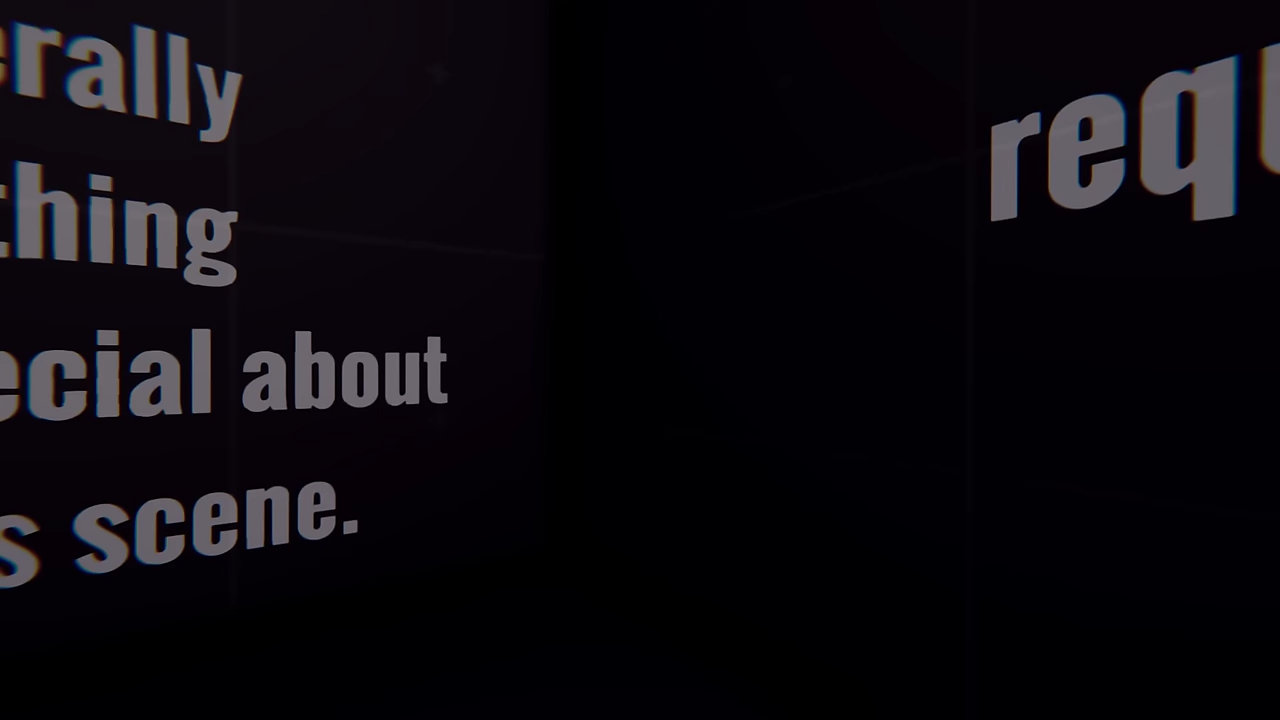 erally
thing
ecial about
s scene.
requ